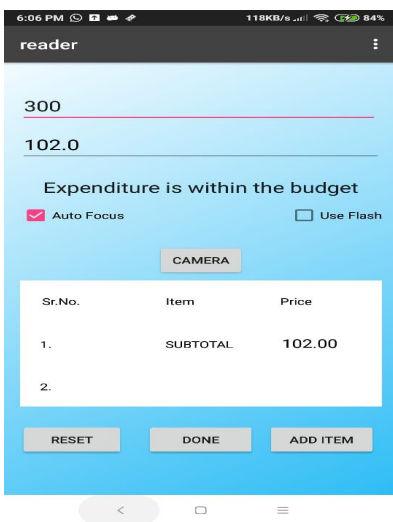 6:06 PM 118KB/s 84%
reader
300
102.0
Expenditure is within the budget
Auto Focus Use Flash
CAMERA
Sr.No. Item Price
1. SUBTOTAL 102.00
2.
RESET DONE ADD ITEM